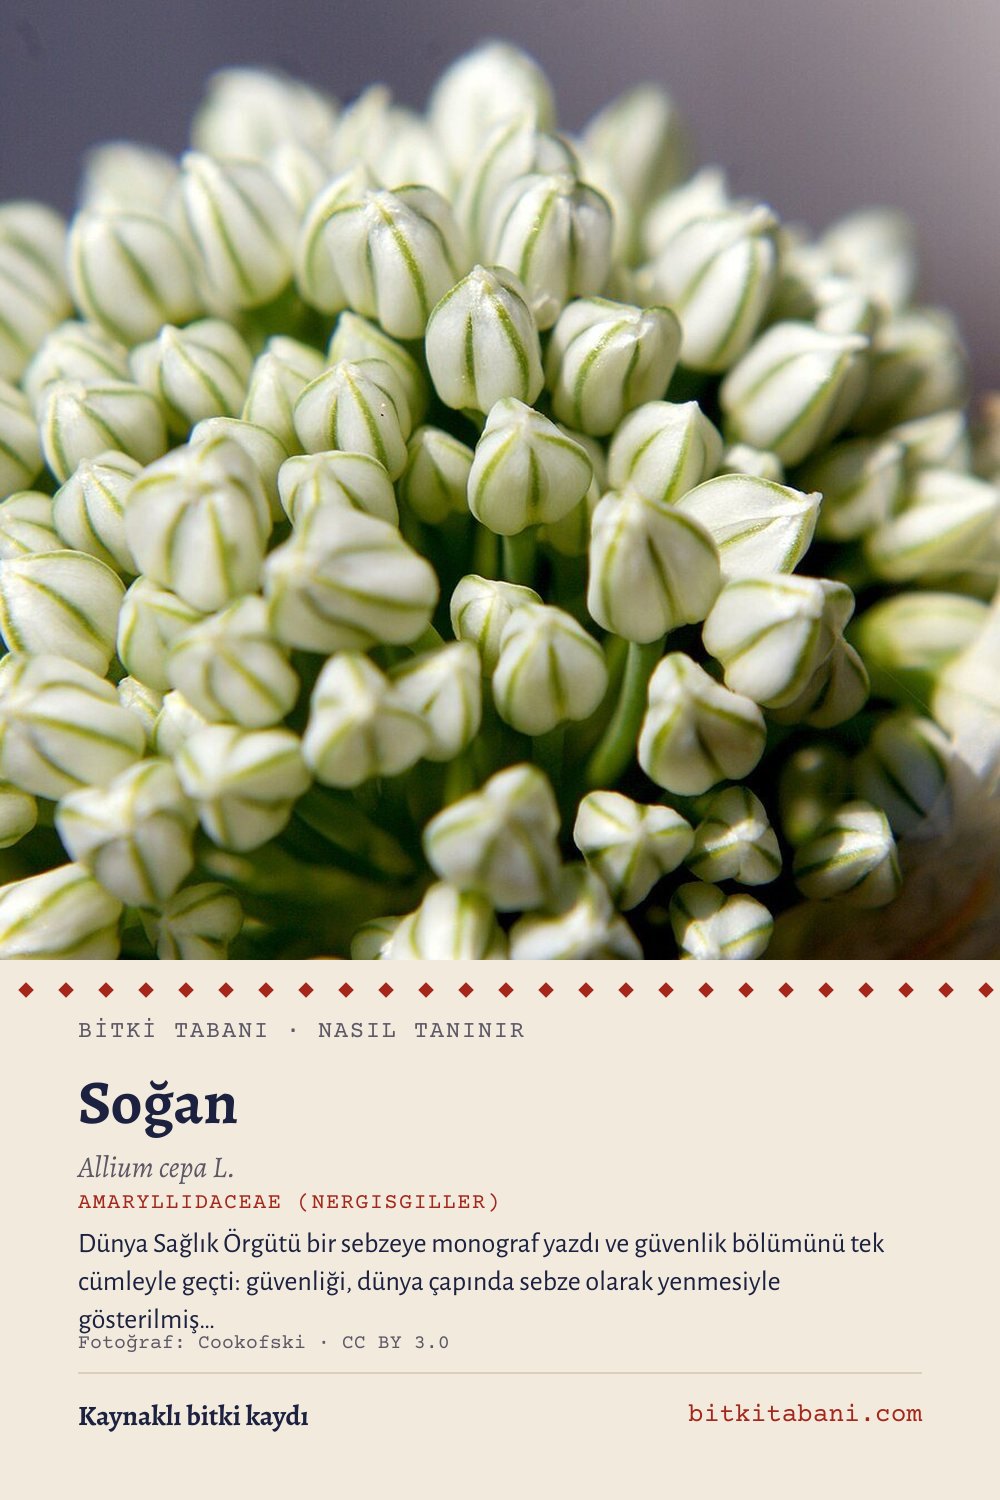 BİTKİ TABANI · NASIL TANINIR
Soğan
Allium cepa L.
AMARYLLIDACEAE (NERGISGILLER)
Dünya Sağlık Örgütü bir sebzeye monograf yazdı ve güvenlik bölümünü tek
cümleyle geçti: güvenliği, dünya çapında sebze olarak yenmesiyle
gösterilmiş…
Fotoğraf: Cookofski · CC BY 3.0
Kaynaklı bitki kaydı
bitkitabani.com